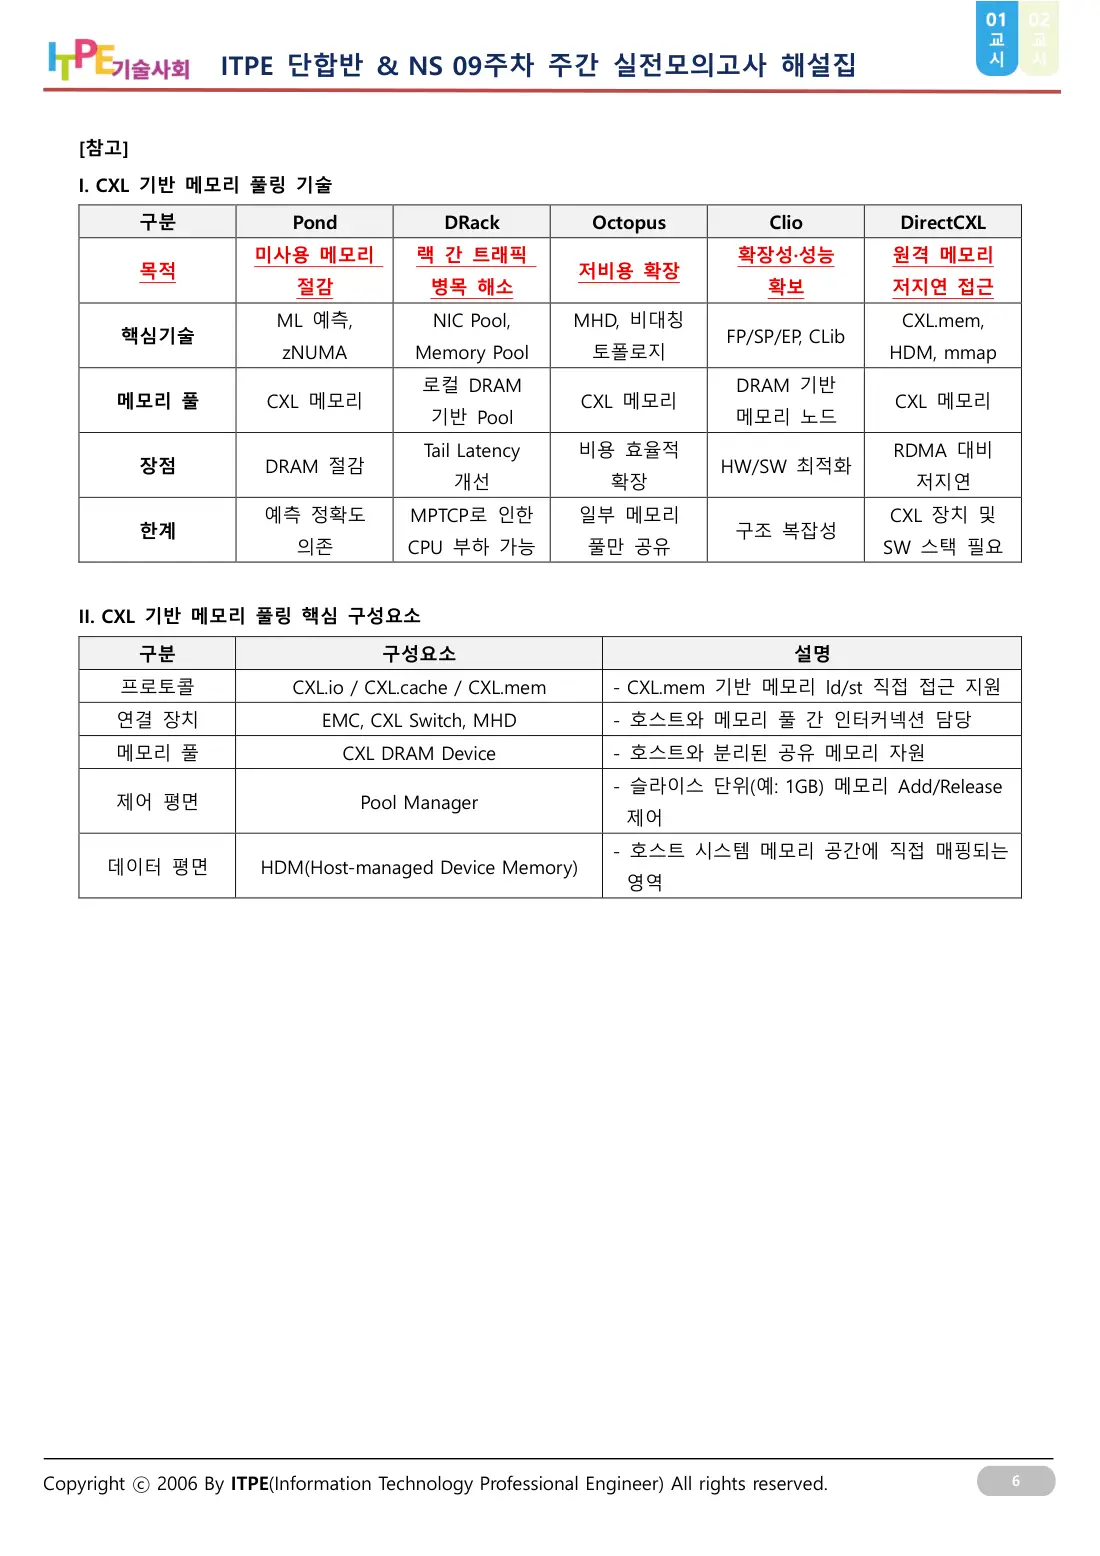 ITPE기술사회 ITPE 단합반 & NS 09주차 주간 실전모의고사 해설집
01 교 시
02 교 시
[참고]
I. CXL 기반 메모리 풀링 기술
구분 Pond DRack Octopus Clio DirectCXL
목적 미사용 메모리 절감 랙 간 트래픽 병목 해소 저비용 확장 확장성·성능 확보 원격 메모리 저지연 접근
핵심기술 ML 예측, zNUMA NIC Pool, Memory Pool MHD, 비대칭 토폴로지 FP/SP/EP, CLib CXL.mem, HDM, mmap
메모리 풀 CXL 메모리 로컬 DRAM 기반 Pool CXL 메모리 DRAM 기반 메모리 노드 CXL 메모리
장점 DRAM 절감 Tail Latency 개선 비용 효율적 확장 HW/SW 최적화 RDMA 대비 저지연
한계 예측 정확도 의존 MPTCP로 인한 CPU 부하 가능 일부 메모리 풀만 공유 구조 복잡성 CXL 장치 및 SW 스택 필요
II. CXL 기반 메모리 풀링 핵심 구성요소
구분 구성요소 설명
프로토콜 CXL.io / CXL.cache / CXL.mem - CXL.mem 기반 메모리 ld/st 직접 접근 지원
연결 장치 EMC, CXL Switch, MHD - 호스트와 메모리 풀 간 인터커넥션 담당
메모리 풀 CXL DRAM Device - 호스트와 분리된 공유 메모리 자원
제어 평면 Pool Manager - 슬라이스 단위(예: 1GB) 메모리 Add/Release 제어
데이터 평면 HDM(Host-managed Device Memory) - 호스트 시스템 메모리 공간에 직접 매핑되는 영역
Copyright ⓒ 2006 By ITPE(Information Technology Professional Engineer) All rights reserved.
6